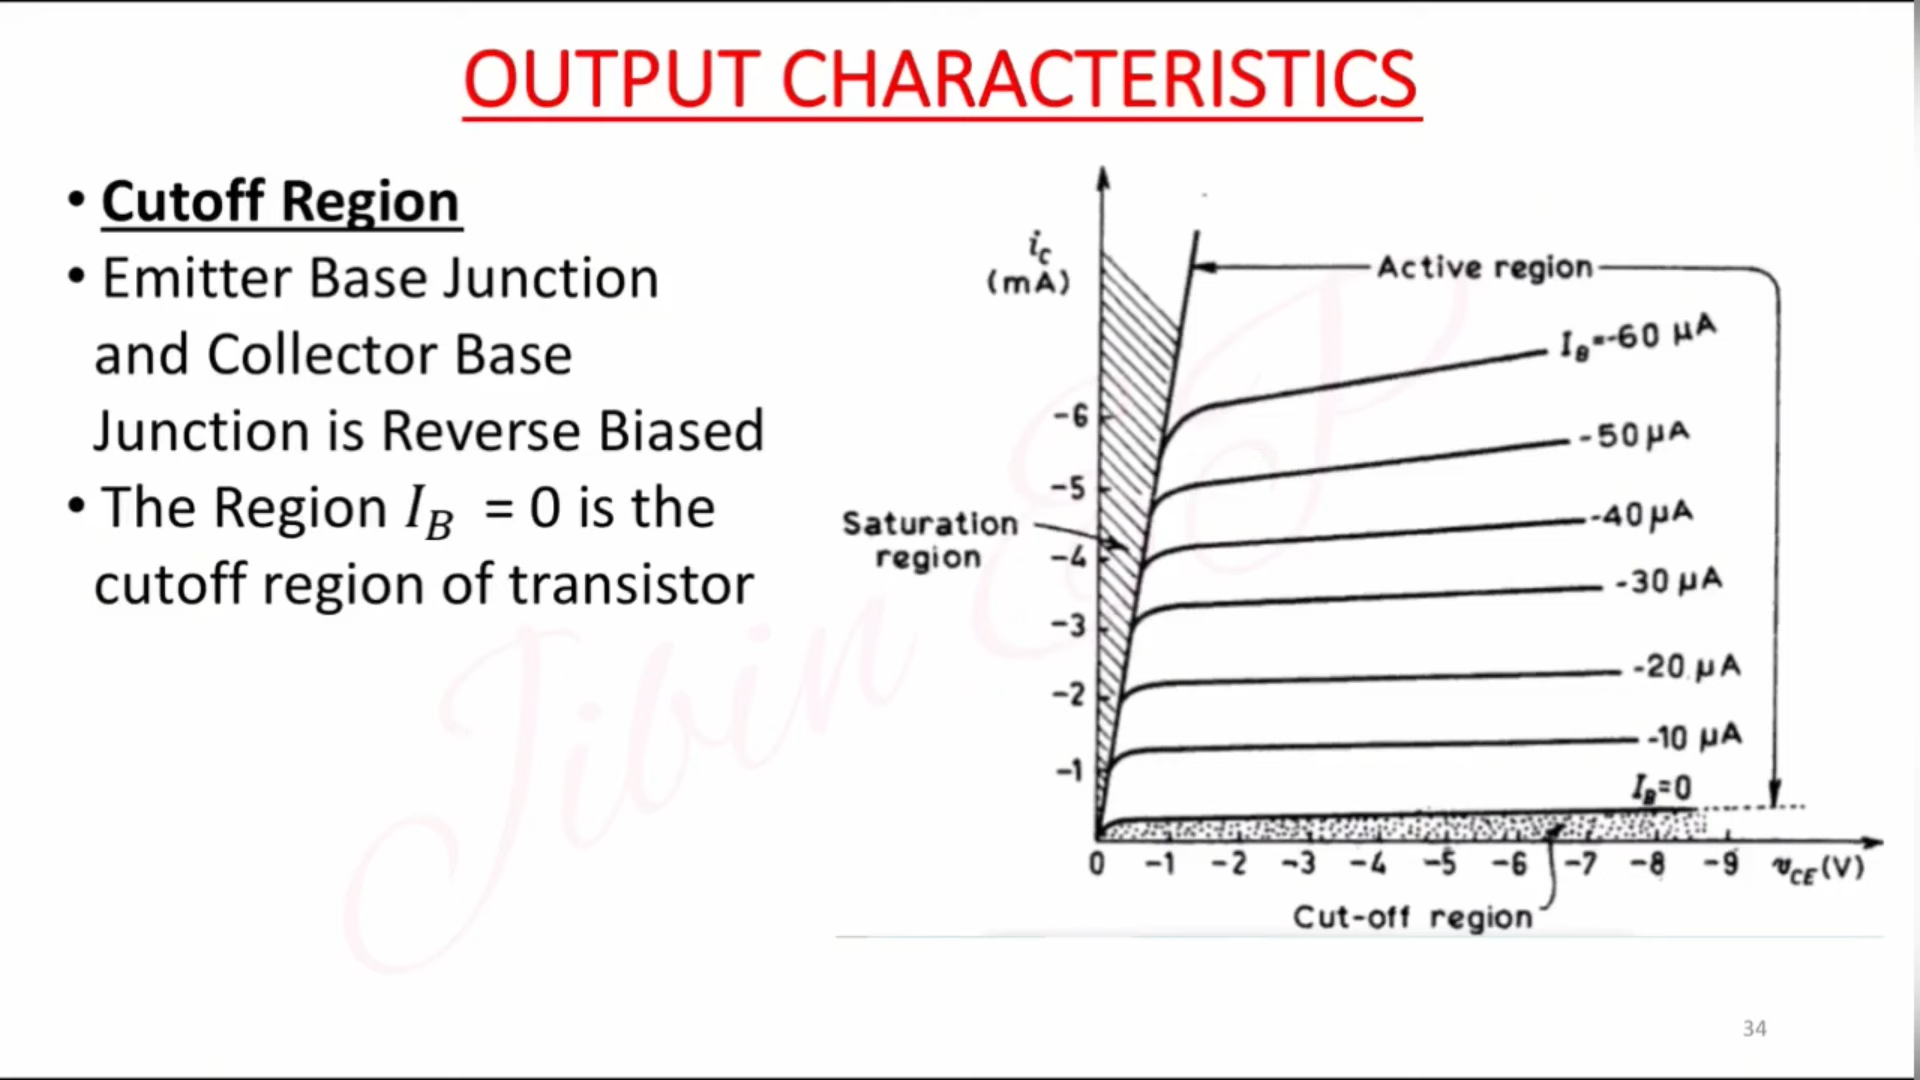 OUTPUT CHARACTERISTICS
• Cutoff Region
• Emitter Base Junction
and Collector Base
Junction is Reverse Biased
• The Region I_B = 0 is the
cutoff region of transistor
i_C
(mA)
Active region
I_B=-60 µA
-50 µA
-40 µA
-30 µA
-20 µA
-10 µA
I_B=0
-6
-5
-4
-3
-2
-1
Saturation
region
0 -1 -2 -3 -4 -5 -6 -7 -8 -9 v_CE (V)
Cut-off region
Jibin EP
34